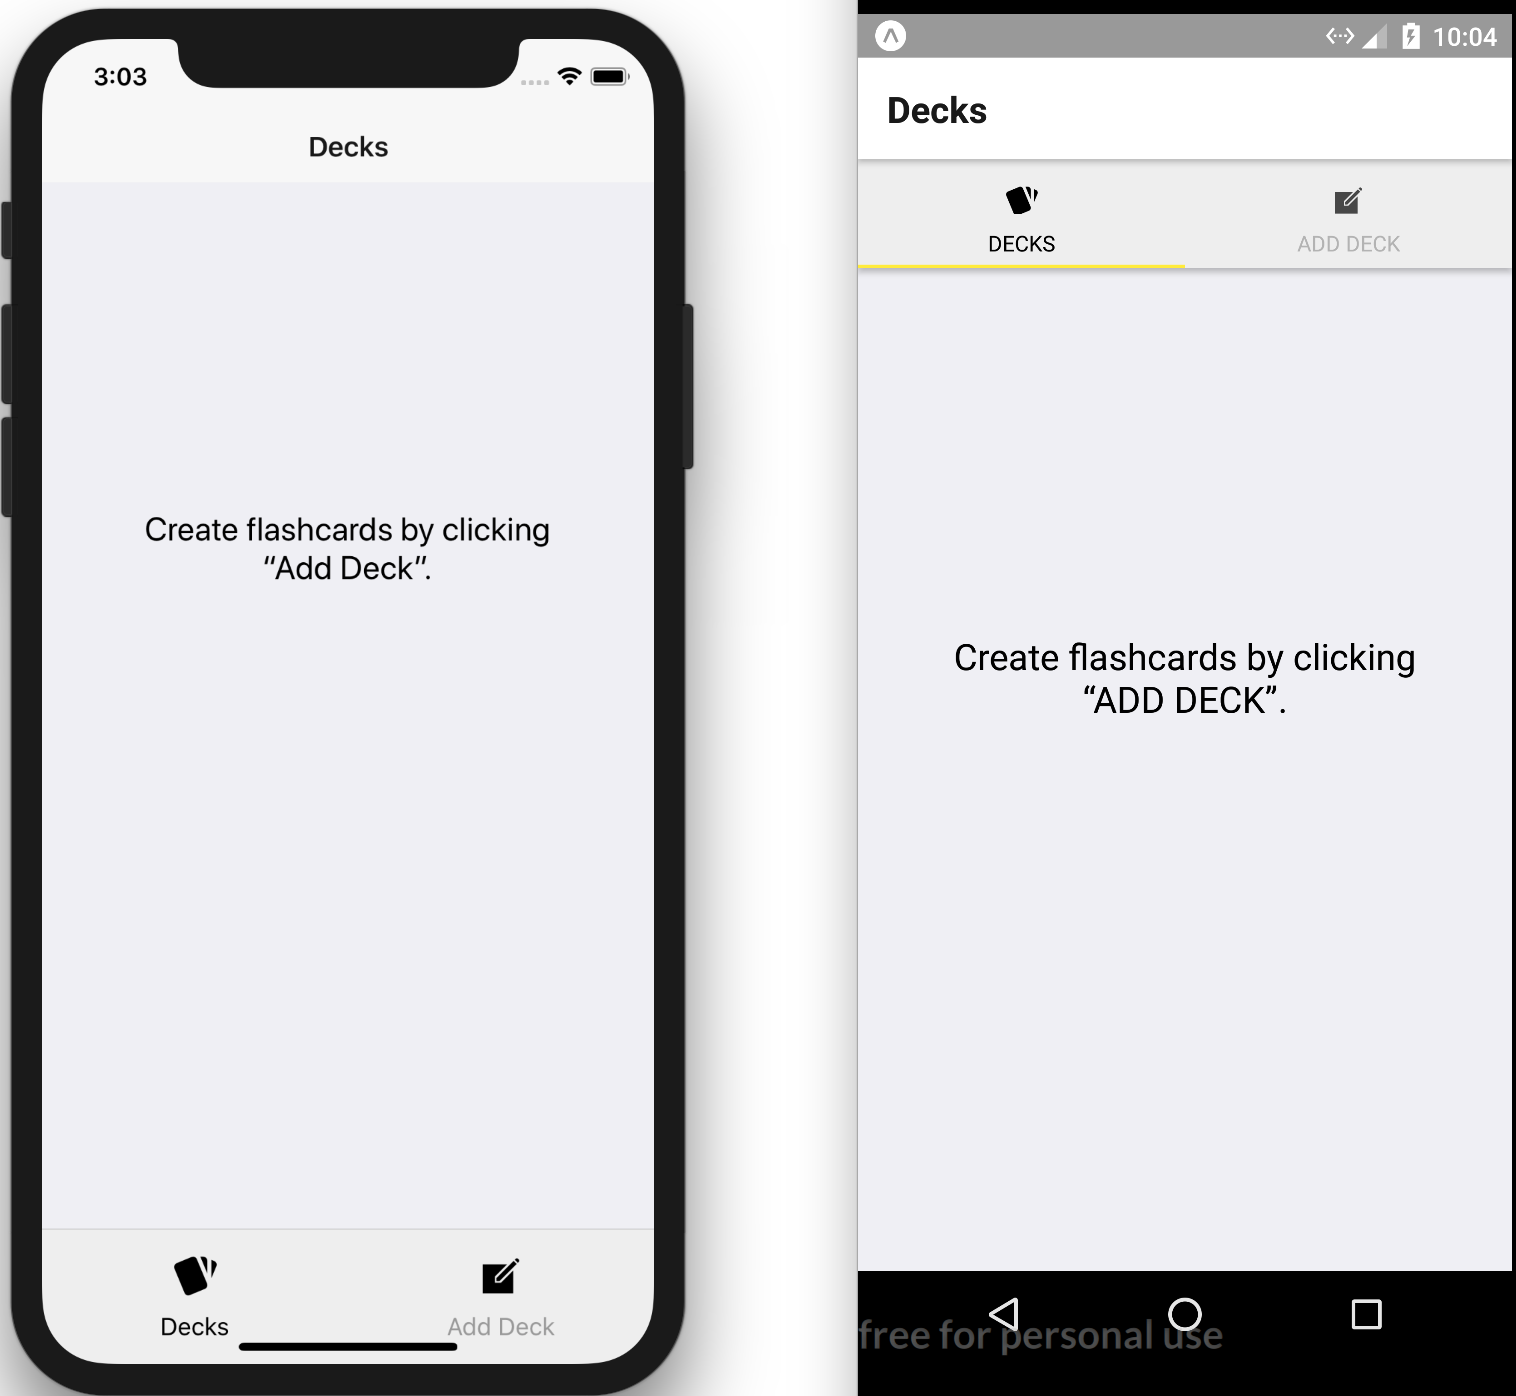 3:03
Decks
Create flashcards by clicking
“Add Deck”.
Decks
Add Deck
10:04
Decks
DECKS
ADD DECK
Create flashcards by clicking
“ADD DECK”.
free for personal use